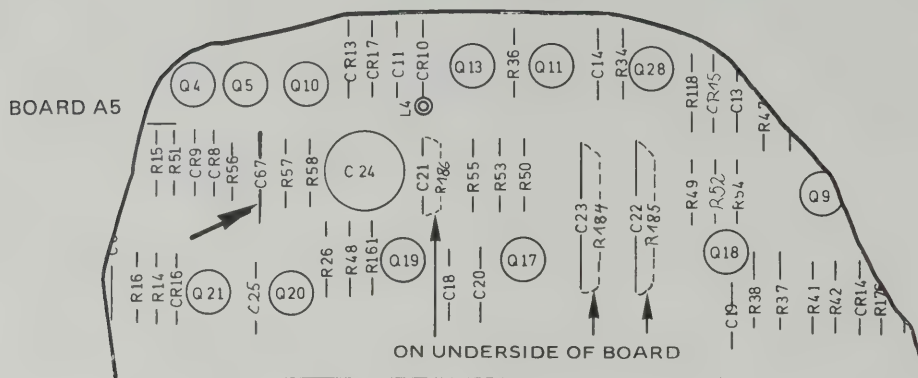 CR13 CR17 C11 CR10 Q13 R36 Q11 C14 R34 Q28 R118 CR15 C13
Q4 Q5 Q10
L4
BOARD A5
R15 R51 CR9 CR8 R56 C67 R57 R58 C24 C21 R186 R55 R53 R50 C23 R184 C22 R185 R49 R52 R54 Q9
R16 R14 CR16 Q21 C25 Q20 R26 R48 R161 Q19 C18 C20 Q17 Q18 C19 R38 R37 R41 R42 CR14
ON UNDERSIDE OF BOARD